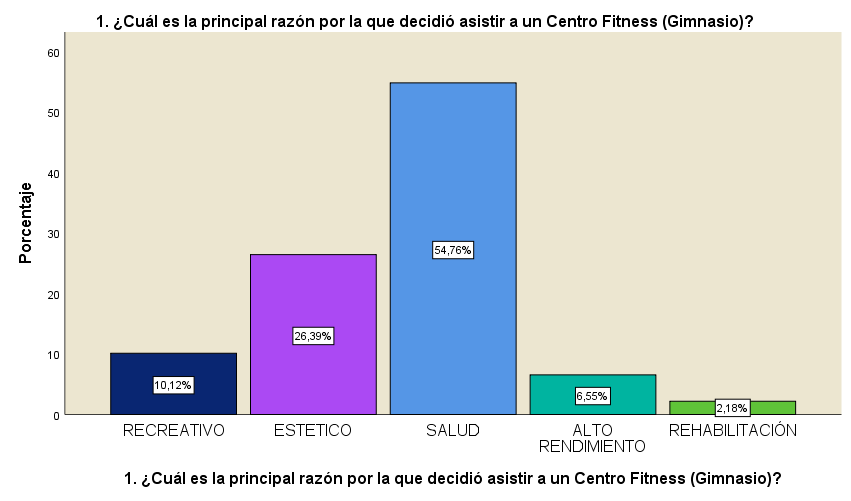 1. ¿Cuál es la principal razón por la que decidió asistir a un Centro Fitness (Gimnasio)?
Porcentaje
60
50
40
30
20
10
0
10,12%
26,39%
54,76%
6,55%
2,18%
RECREATIVO
ESTETICO
SALUD
ALTO
RENDIMIENTO
REHABILITACIÓN
1. ¿Cuál es la principal razón por la que decidió asistir a un Centro Fitness (Gimnasio)?